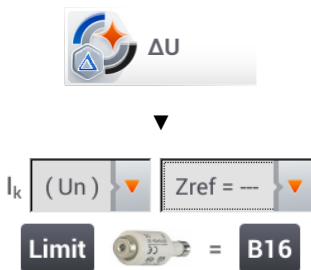 ΔU
▼
Ik ( Un ) Zref = ---
Limit = B16